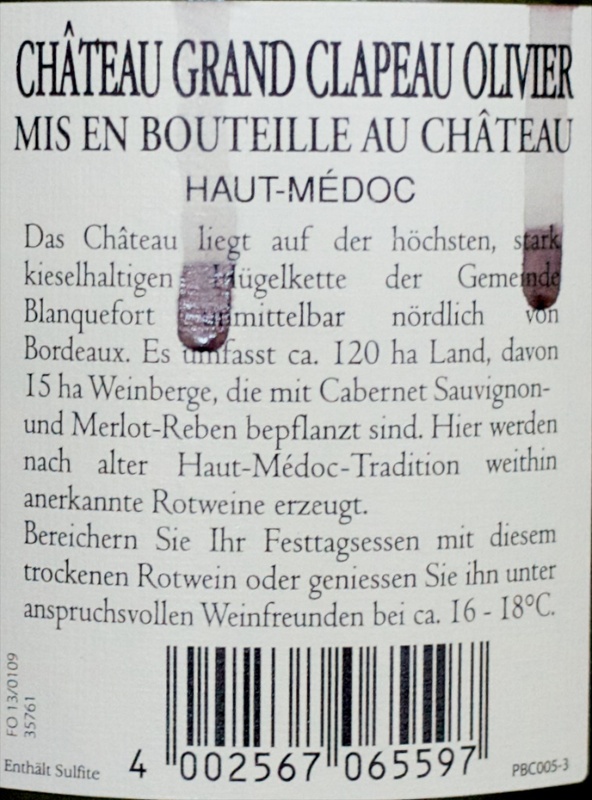 CHÂTEAU GRAND CLAPEAU OLIVIER
MIS EN BOUTEILLE AU CHÂTEAU
HAUT-MÉDOC
Das Château liegt auf der höchsten, stark
kieselhaltigen Hügelkette der Gemeinde
Blanquefort unmittelbar nördlich von
Bordeaux. Es umfasst ca. 120 ha Land, davon
15 ha Weinberge, die mit Cabernet Sauvignon-
und Merlot-Reben bepflanzt sind. Hier werden
nach alter Haut-Médoc-Tradition weithin
anerkannte Rotweine erzeugt.
Bereichern Sie Ihr Festtagsessen mit diesem
trockenen Rotwein oder geniessen Sie ihn unter
anspruchsvollen Weinfreunden bei ca. 16 - 18°C.
FO 13/0109
35761
Enthält Sulfite
4 002567 065597
PBC005-3